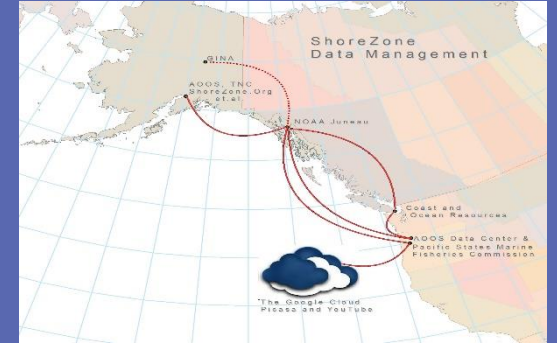 ShoreZone
Data Management
GINA
AOOS, TNC
ShoreZone.Org
et.al.
NOAA Juneau
Coast and
Ocean Resources
AOOS Data Center &
Pacific States Marine
Fisheries Commission
The Google Cloud
Picasa and YouTube